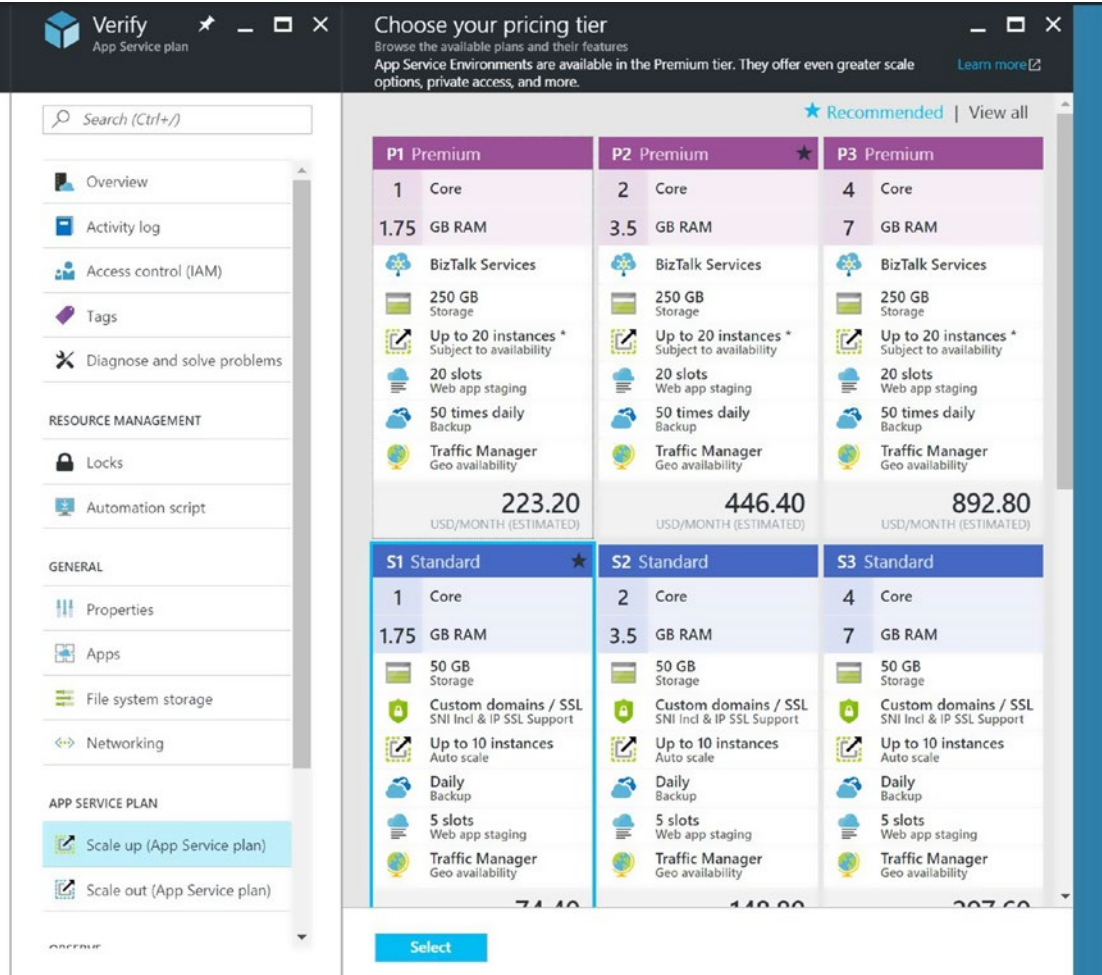 Verify
App Service plan
Search (Ctrl+/)
Overview
Activity log
Access control (IAM)
Tags
Diagnose and solve problems
RESOURCE MANAGEMENT
Locks
Automation script
GENERAL
Properties
Apps
File system storage
Networking
APP SERVICE PLAN
Scale up (App Service plan)
Scale out (App Service plan)
OBSERVE
Choose your pricing tier
Browse the available plans and their features
App Service Environments are available in the Premium tier. They offer even greater scale
options, private access, and more.
Learn more
Recommended | View all
P1 Premium
1 Core
1.75 GB RAM
BizTalk Services
250 GB
Storage
Up to 20 instances *
Subject to availability
20 slots
Web app staging
50 times daily
Backup
Traffic Manager
Geo availability
223.20
USD/MONTH (ESTIMATED)
P2 Premium
2 Core
3.5 GB RAM
BizTalk Services
250 GB
Storage
Up to 20 instances *
Subject to availability
20 slots
Web app staging
50 times daily
Backup
Traffic Manager
Geo availability
446.40
USD/MONTH (ESTIMATED)
P3 Premium
4 Core
7 GB RAM
BizTalk Services
250 GB
Storage
Up to 20 instances *
Subject to availability
20 slots
Web app staging
50 times daily
Backup
Traffic Manager
Geo availability
892.80
USD/MONTH (ESTIMATED)
S1 Standard
1 Core
1.75 GB RAM
50 GB
Storage
Custom domains / SSL
SNI Incl & IP SSL Support
Up to 10 instances
Auto scale
Daily
Backup
5 slots
Web app staging
Traffic Manager
Geo availability
74.40
S2 Standard
2 Core
3.5 GB RAM
50 GB
Storage
Custom domains / SSL
SNI Incl & IP SSL Support
Up to 10 instances
Auto scale
Daily
Backup
5 slots
Web app staging
Traffic Manager
Geo availability
148.80
S3 Standard
4 Core
7 GB RAM
50 GB
Storage
Custom domains / SSL
SNI Incl & IP SSL Support
Up to 10 instances
Auto scale
Daily
Backup
5 slots
Web app staging
Traffic Manager
Geo availability
297.60
Select